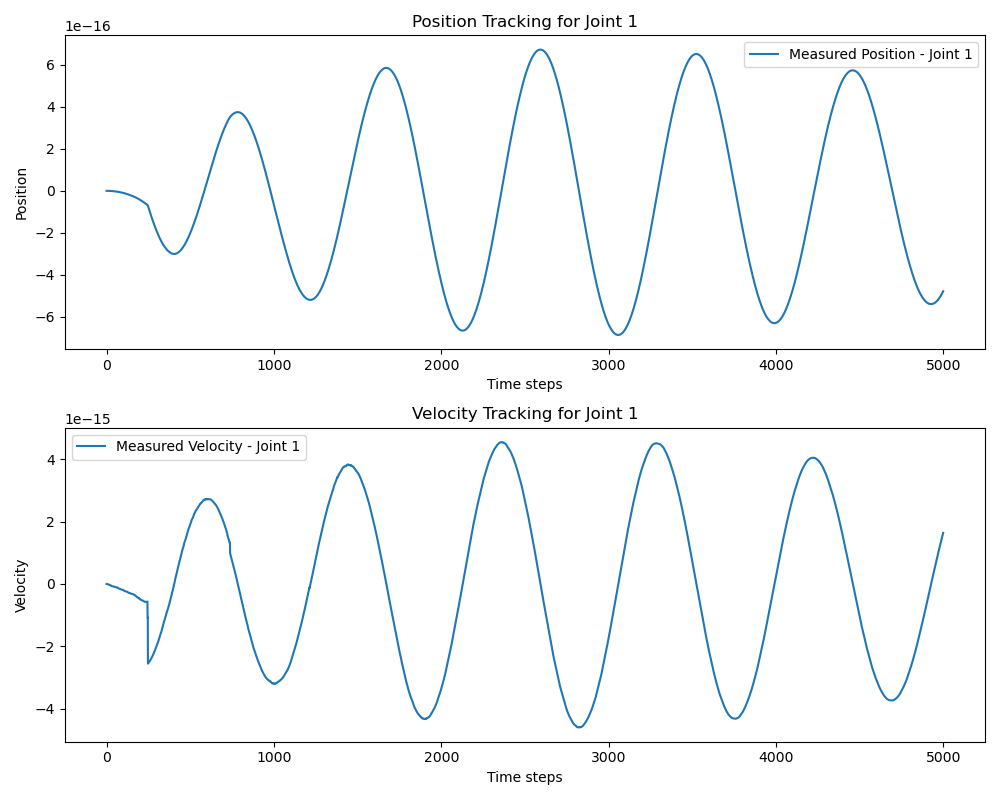 Position Tracking for Joint 1
1e−16
Measured Position - Joint 1
6
4
2
0
−2
−4
−6
Position
0 1000 2000 3000 4000 5000
Time steps
Velocity Tracking for Joint 1
1e−15
Measured Velocity - Joint 1
4
2
0
−2
−4
Velocity
0 1000 2000 3000 4000 5000
Time steps